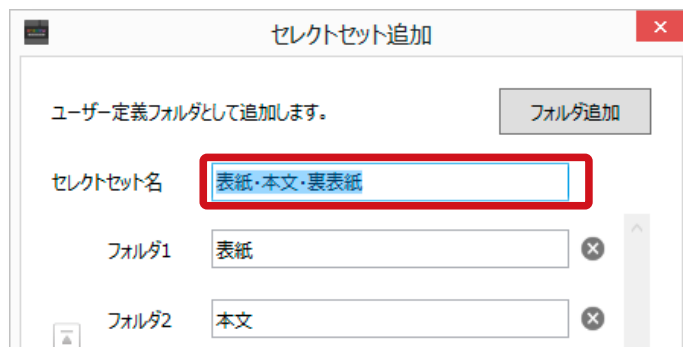 セレクトセット追加
ユーザー定義フォルダとして追加します。 フォルダ追加
セレクトセット名 表紙・本文・裏表紙
フォルダ1 表紙
フォルダ2 本文